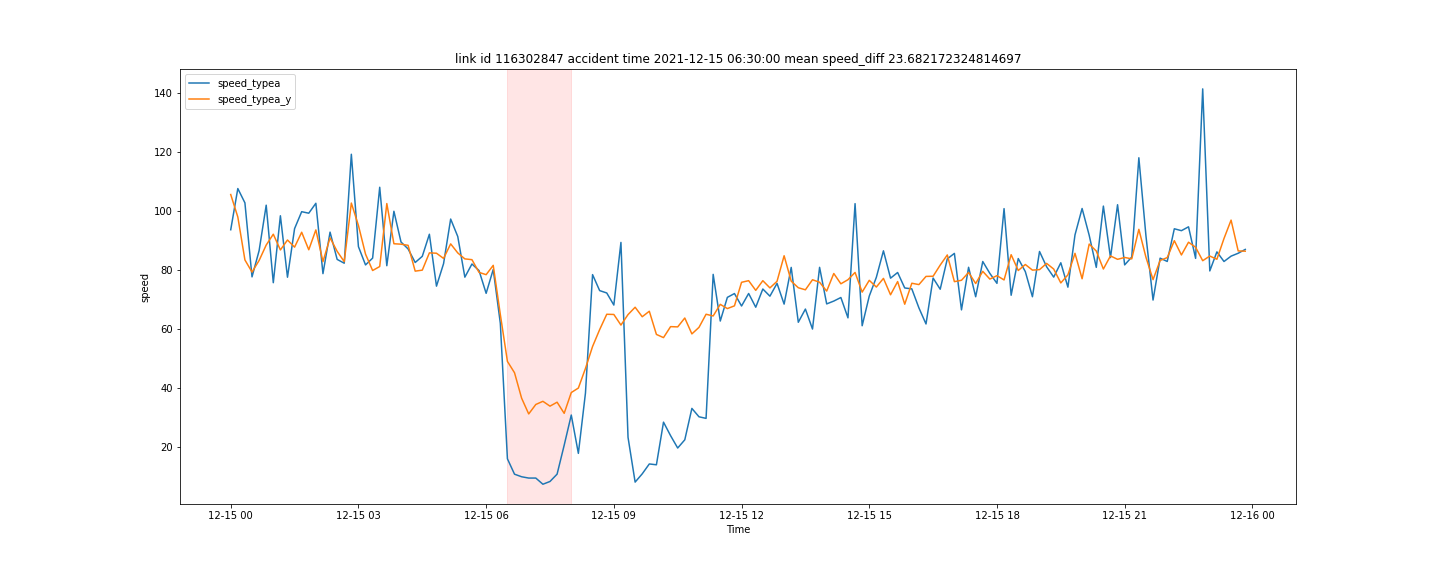 link id 116302847 accident time 2021-12-15 06:30:00 mean speed_diff 23.682172324814697
speed_typea
speed_typea_y
140
120
100
80
60
40
20
speed
12-15 00 12-15 03 12-15 06 12-15 09 12-15 12 12-15 15 12-15 18 12-15 21 12-16 00
Time